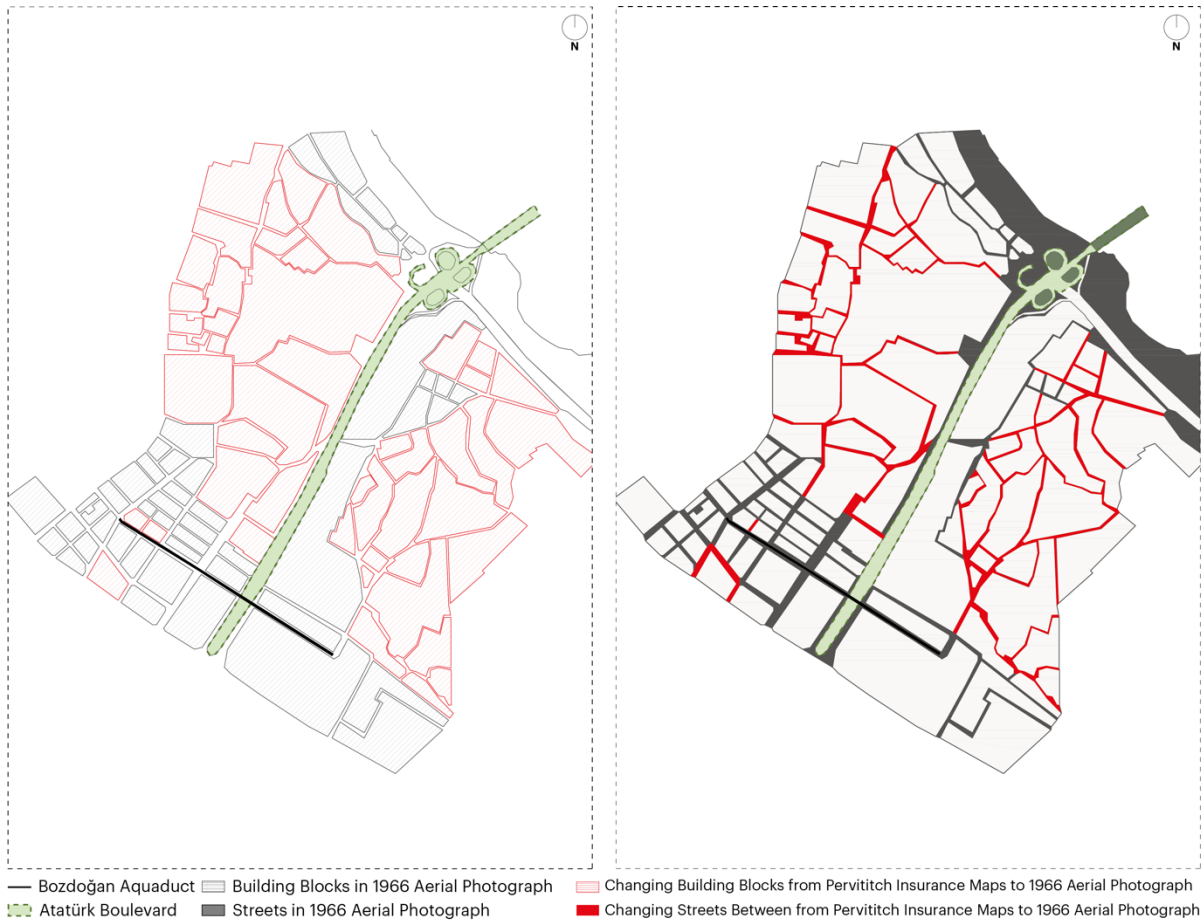 N
N
Bozdoğan Aquaduct
Building Blocks in 1966 Aerial Photograph
Changing Building Blocks from Pervititch Insurance Maps to 1966 Aerial Photograph
Atatürk Boulevard
Streets in 1966 Aerial Photograph
Changing Streets Between from Pervititch Insurance Maps to 1966 Aerial Photograph